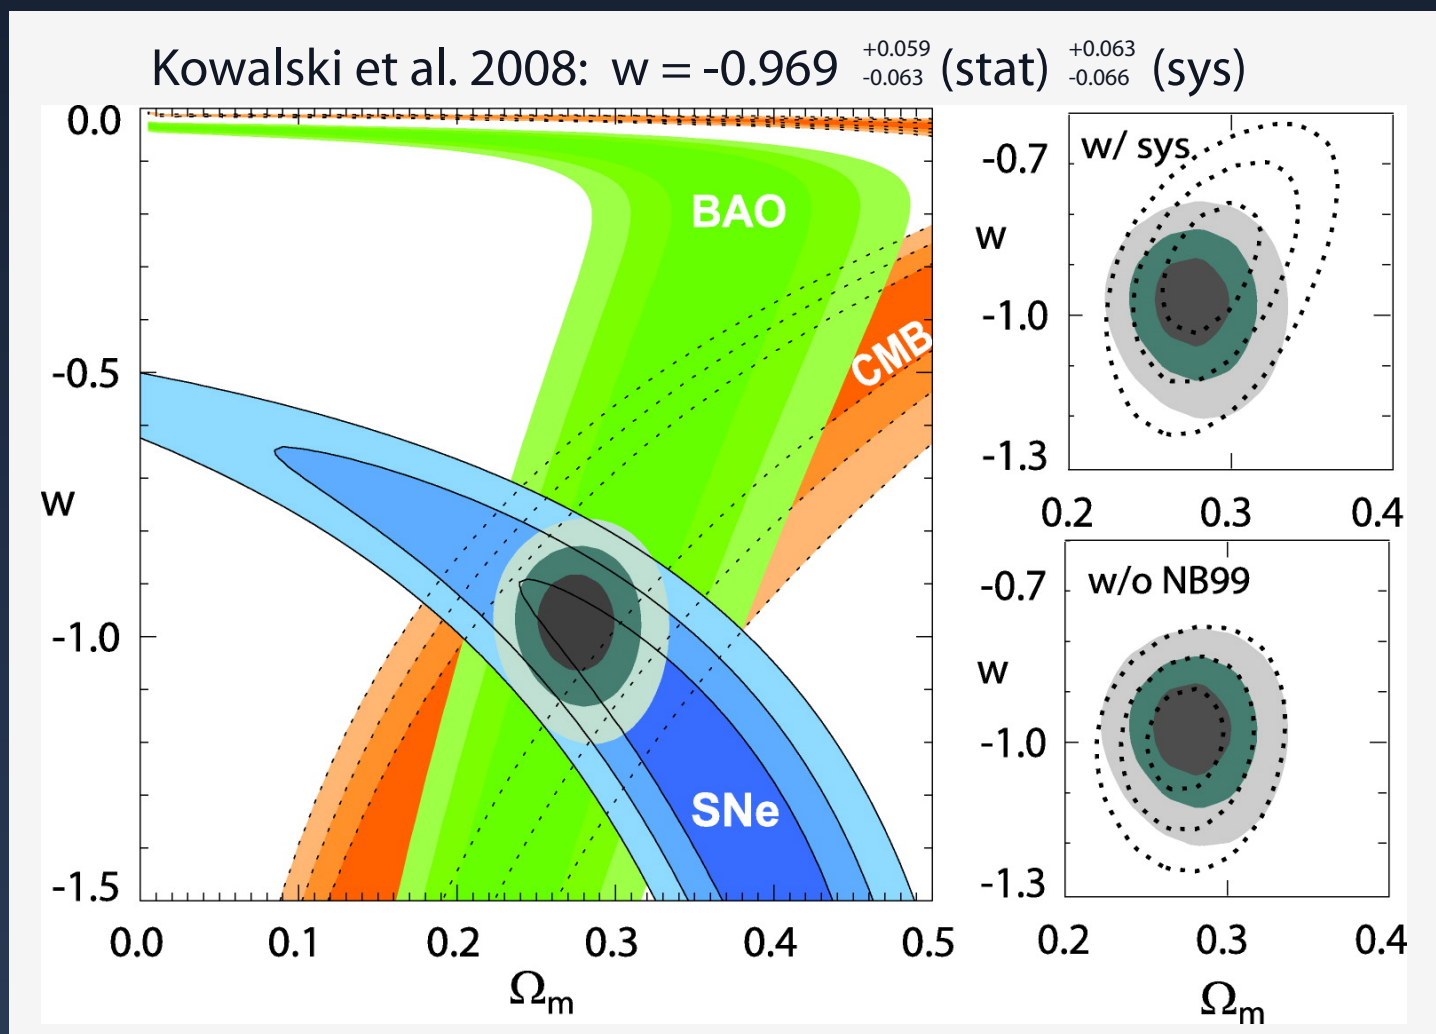 Kowalski et al. 2008: w = -0.969 +0.059 -0.063 (stat) +0.063 -0.066 (sys)
0.0
-0.5
w
-1.0
-1.5
0.0 0.1 0.2 0.3 0.4 0.5
Ωm
BAO
CMB
SNe
w/ sys
-0.7
w
-1.0
-1.3
0.2 0.3 0.4
w/o NB99
-0.7
w
-1.0
-1.3
0.2 0.3 0.4
Ωm